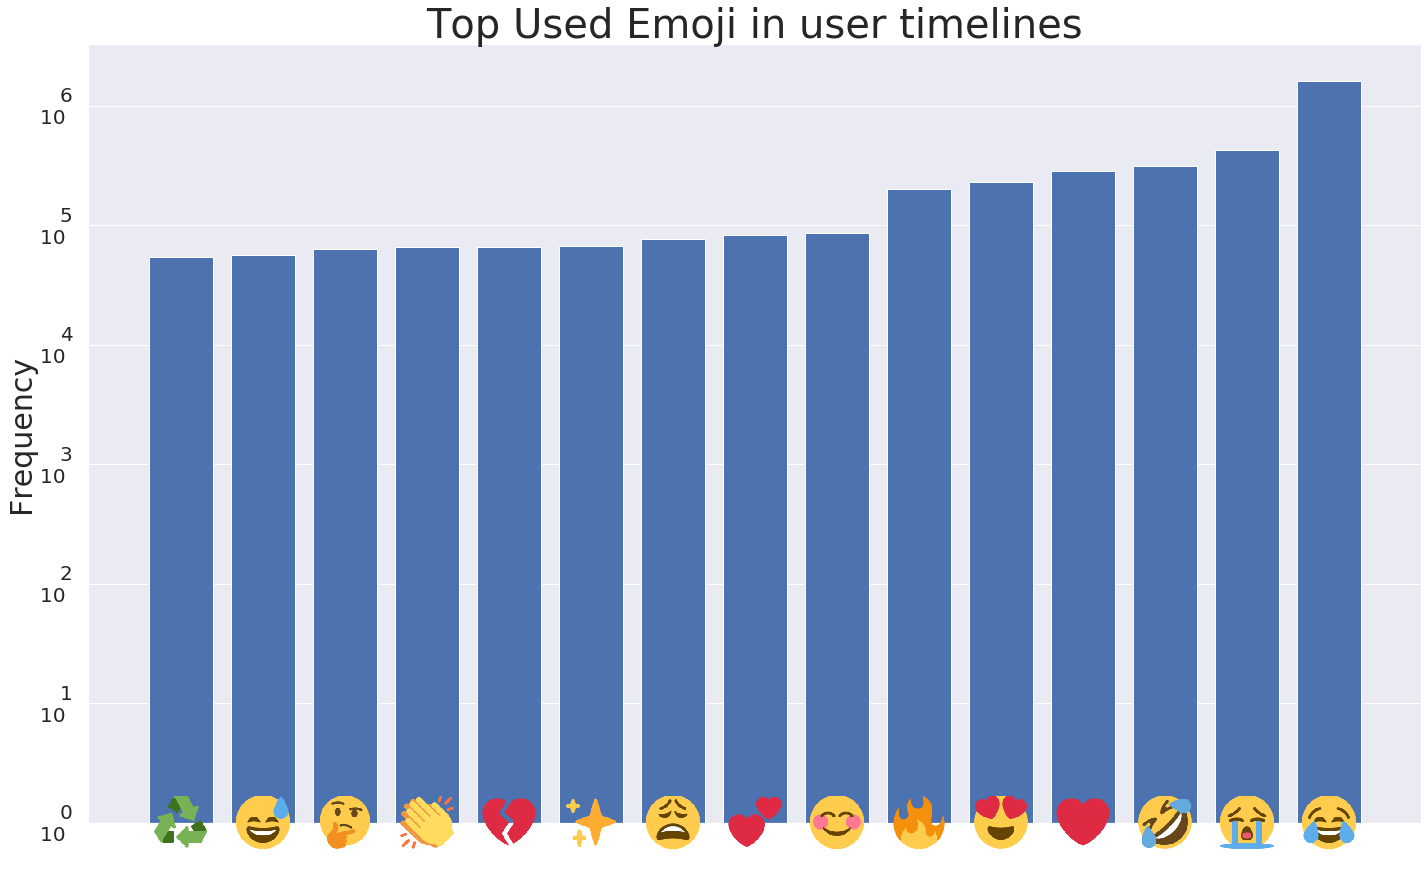 Top Used Emoji in user timelines
Frequency
10^6
10^5
10^4
10^3
10^2
10^1
10^0
♻️ 😅 🤔 👏 💔 ✨ 😩 💕 😊 🔥 😍 ❤️ 🤣 😭 😂